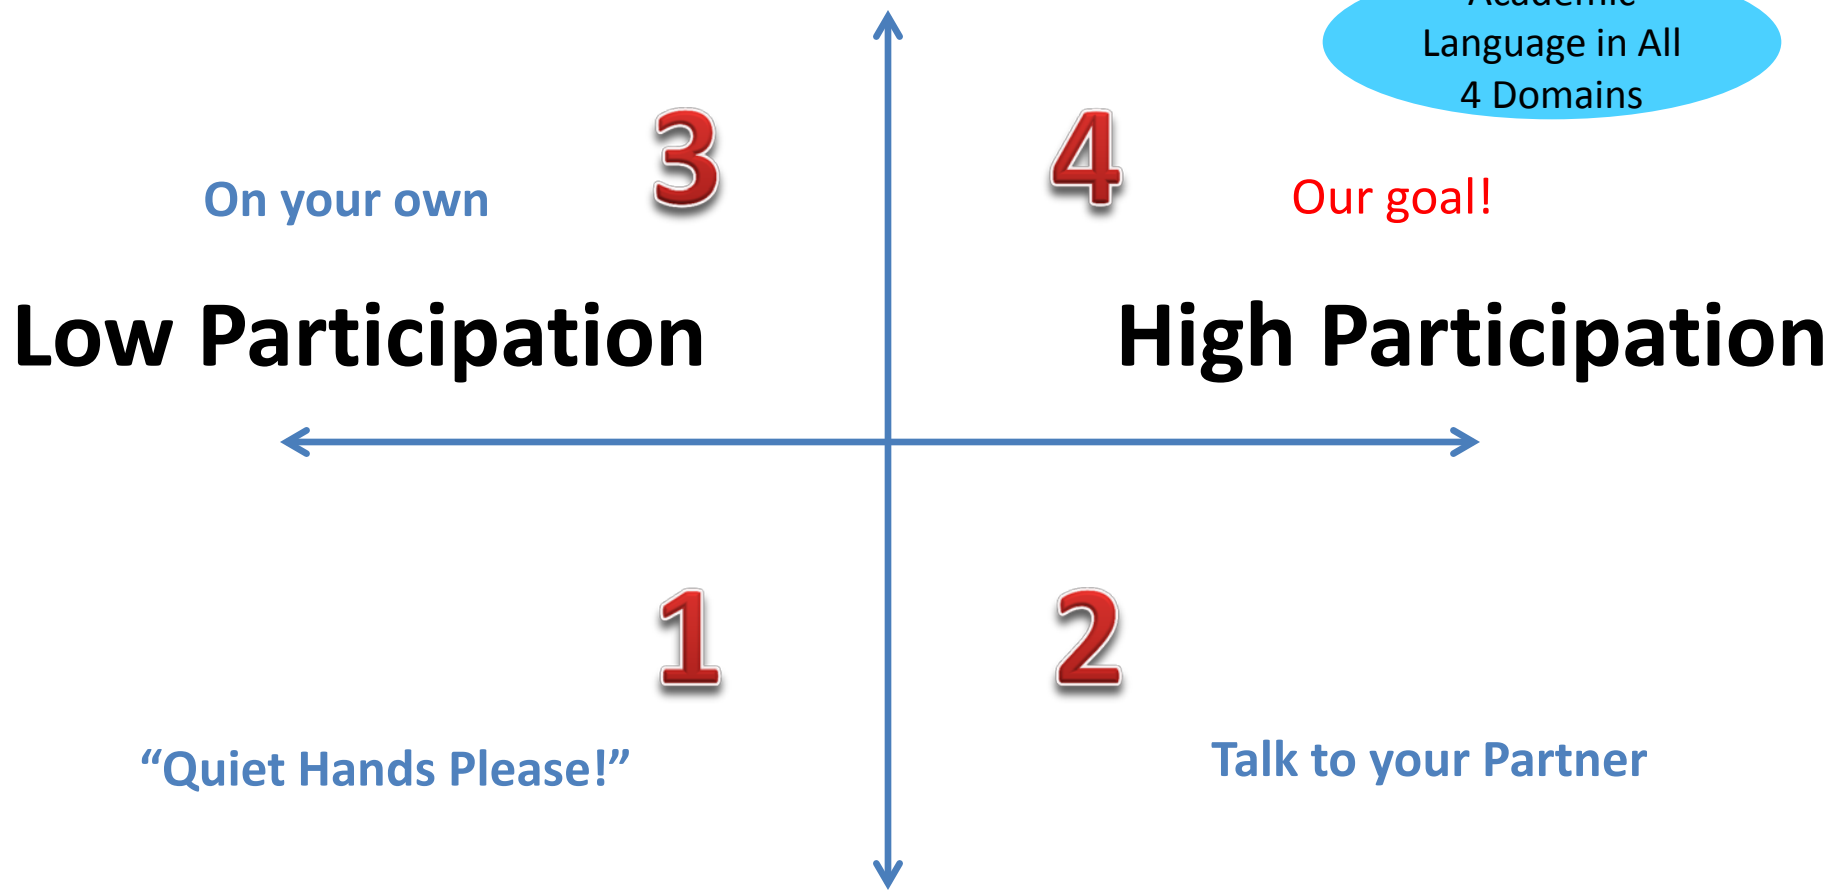 Academic
Language in All
4 Domains
3
4
On your own
Our goal!
Low Participation
High Participation
1
2
“Quiet Hands Please!”
Talk to your Partner